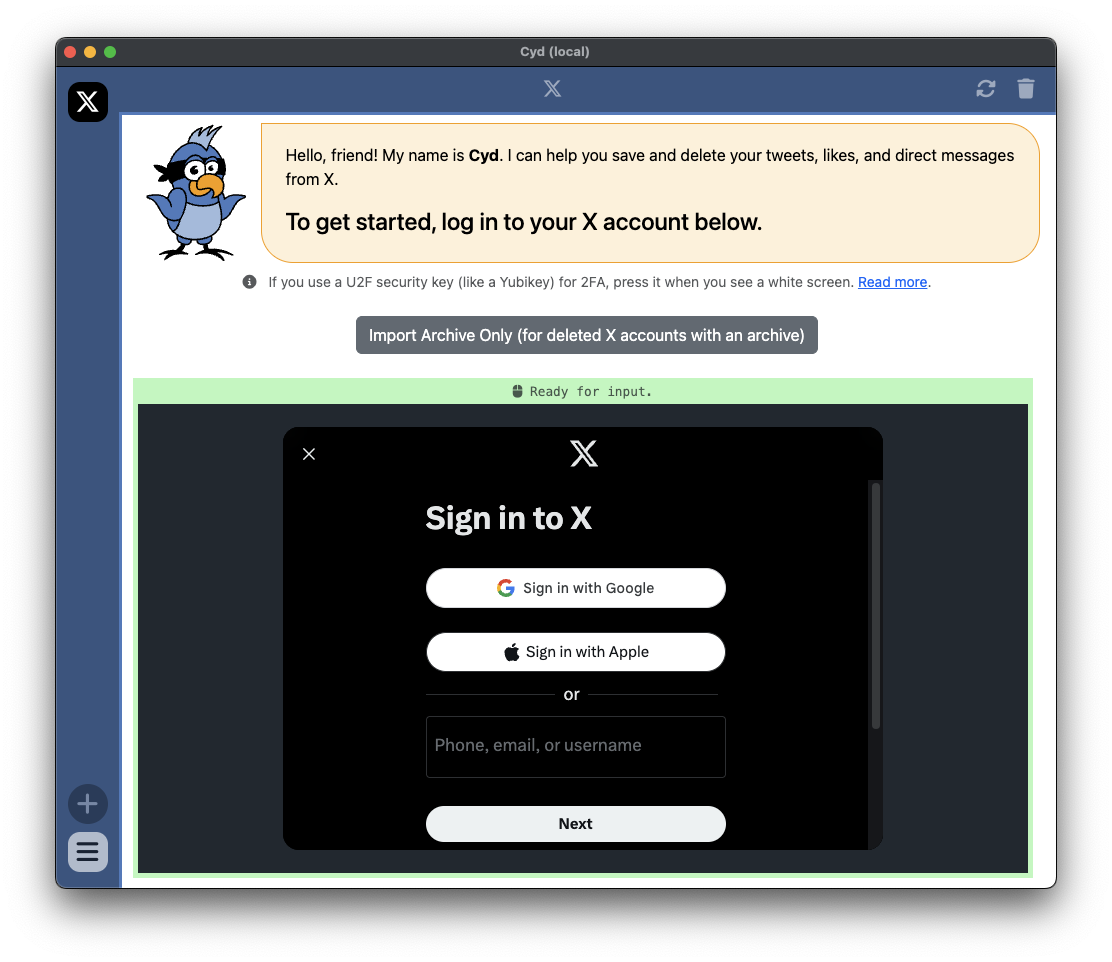 Cyd (local)
Hello, friend! My name is Cyd. I can help you save and delete your tweets, likes, and direct messages
from X.
To get started, log in to your X account below.
If you use a U2F security key (like a Yubikey) for 2FA, press it when you see a white screen. Read more.
Import Archive Only (for deleted X accounts with an archive)
Ready for input.
Sign in to X
Sign in with Google
Sign in with Apple
or
Phone, email, or username
Next